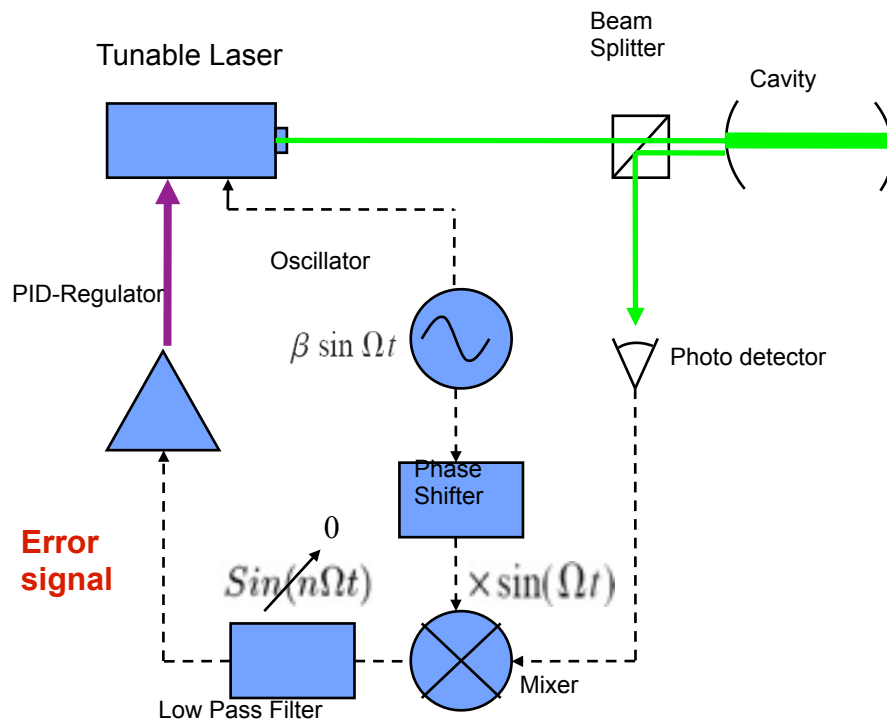 Beam
Splitter
Tunable Laser
Cavity
Oscillator
PID-Regulator
β sin Ωt
Photo detector
Phase
Shifter
Error
signal
0
Sin(nΩt)
× sin(Ωt)
Mixer
Low Pass Filter